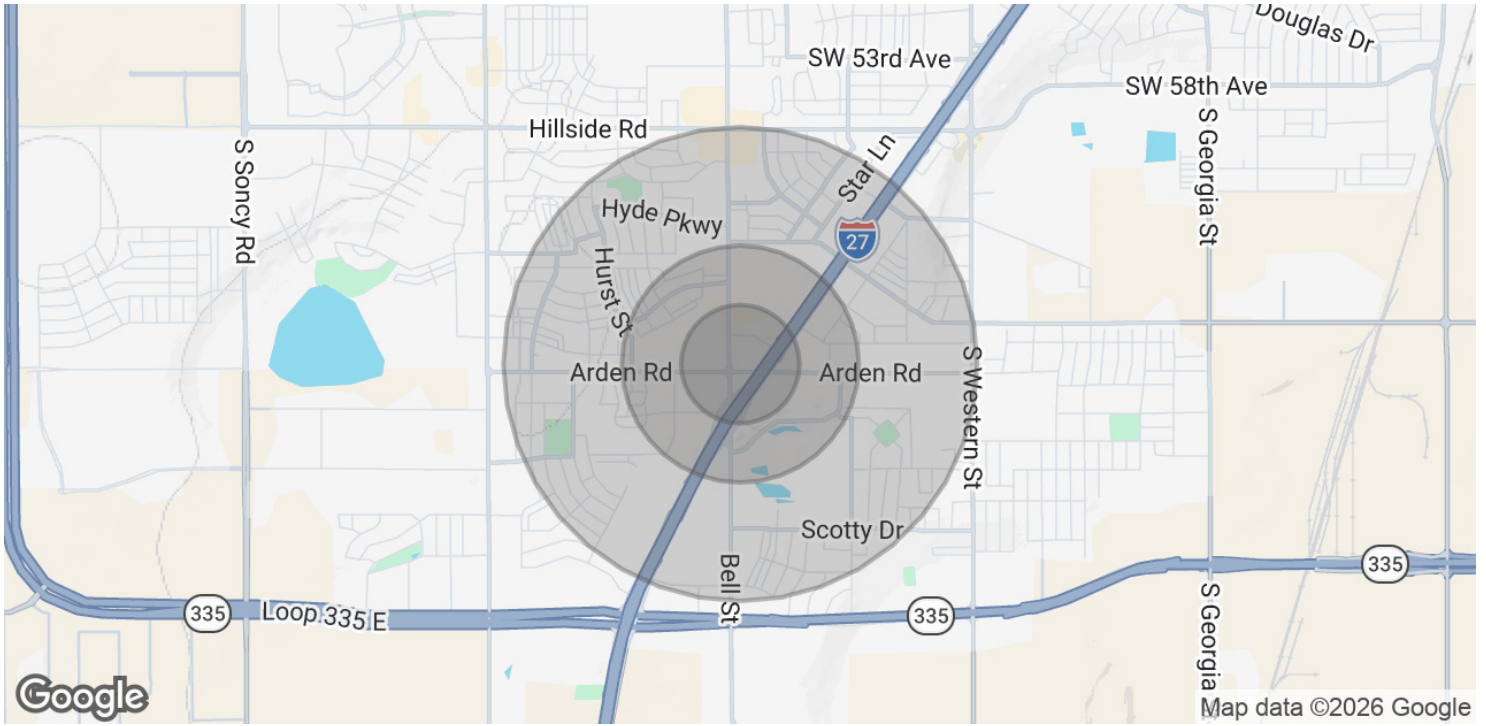 Douglas Dr
SW 53rd Ave
SW 58th Ave
Hillside Rd
S Soncy Rd
Star Ln
S Georgia St
Hyde Pkwy
27
Hurst St
Arden Rd
Arden Rd
S Western St
Scotty Dr
Bell St
335
335
335
Loop 335 E
S Georgia
Google
Map data ©2026 Google